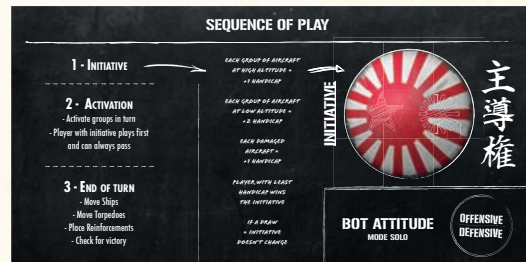 SEQUENCE OF PLAY
1 - INITIATIVE
2 - ACTIVATION
- Activate groups in turn
- Player with initiative plays first
and can always pass
3 - END OF TURN
- Move Ships
- Move Torpedoes
- Place Reinforcements
- Check for victory
EACH GROUP OF AIRCRAFT
AT HIGH ALTITUDE =
+1 HANDICAP
EACH GROUP OF AIRCRAFT
AT LOW ALTITUDE =
+2 HANDICAP
EACH DAMAGED
AIRCRAFT =
+1 HANDICAP
PLAYER WITH LEAST
HANDICAP WINS
THE INITIATIVE
IF A DRAW
= INITIATIVE
DOESN'T CHANGE
INITIATIVE
主導権
BOT ATTITUDE
MODE SOLO
OFFENSIVE
DEFENSIVE